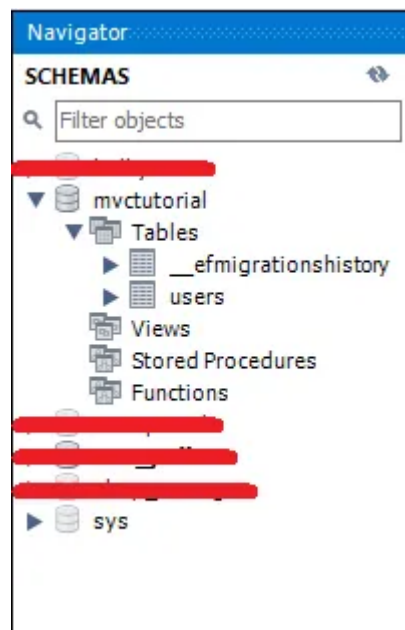 Navigator
SCHEMAS
Filter objects
mvctutorial
Tables
__efmigrationshistory
users
Views
Stored Procedures
Functions
sys